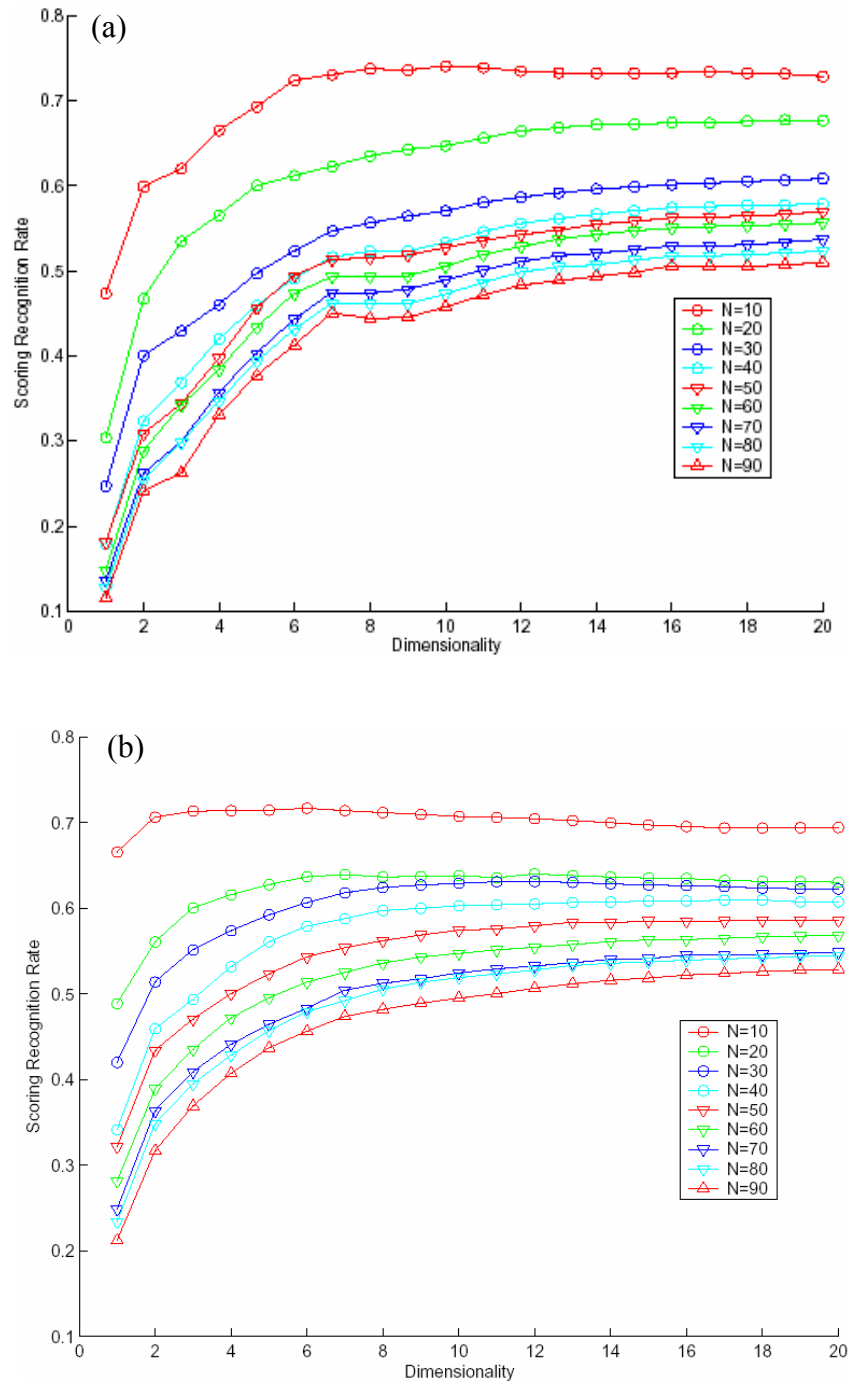 (a)
0.8
0.7
0.6
0.5
0.4
0.3
0.2
0.1
Scoring Recognition Rate
N=10
N=20
N=30
N=40
N=50
N=60
N=70
N=80
N=90
0 2 4 6 8 10 12 14 16 18 20
Dimensionality
(b)
0.8
0.7
0.6
0.5
0.4
0.3
0.2
0.1
Scoring Recognition Rate
N=10
N=20
N=30
N=40
N=50
N=60
N=70
N=80
N=90
0 2 4 6 8 10 12 14 16 18 20
Dimensionality